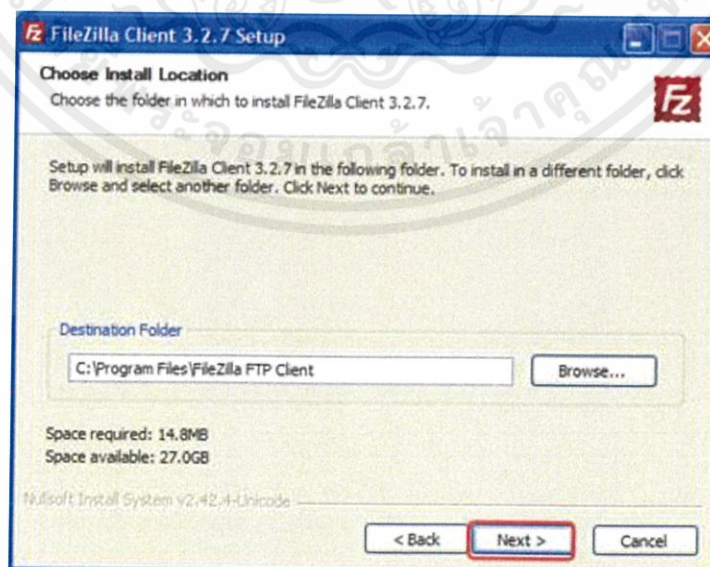 FileZilla Client 3.2.7 Setup
Choose Install Location
Choose the folder in which to install FileZilla Client 3.2.7.
Fz
Setup will install FileZilla Client 3.2.7 in the following folder. To install in a different folder, click
Browse and select another folder. Click Next to continue.
Destination Folder
C:\Program Files\FileZilla FTP Client
Browse...
Space required: 14.8MB
Space available: 27.0GB
Nullsoft Install System v2.42.4-Unicode
< Back
Next >
Cancel